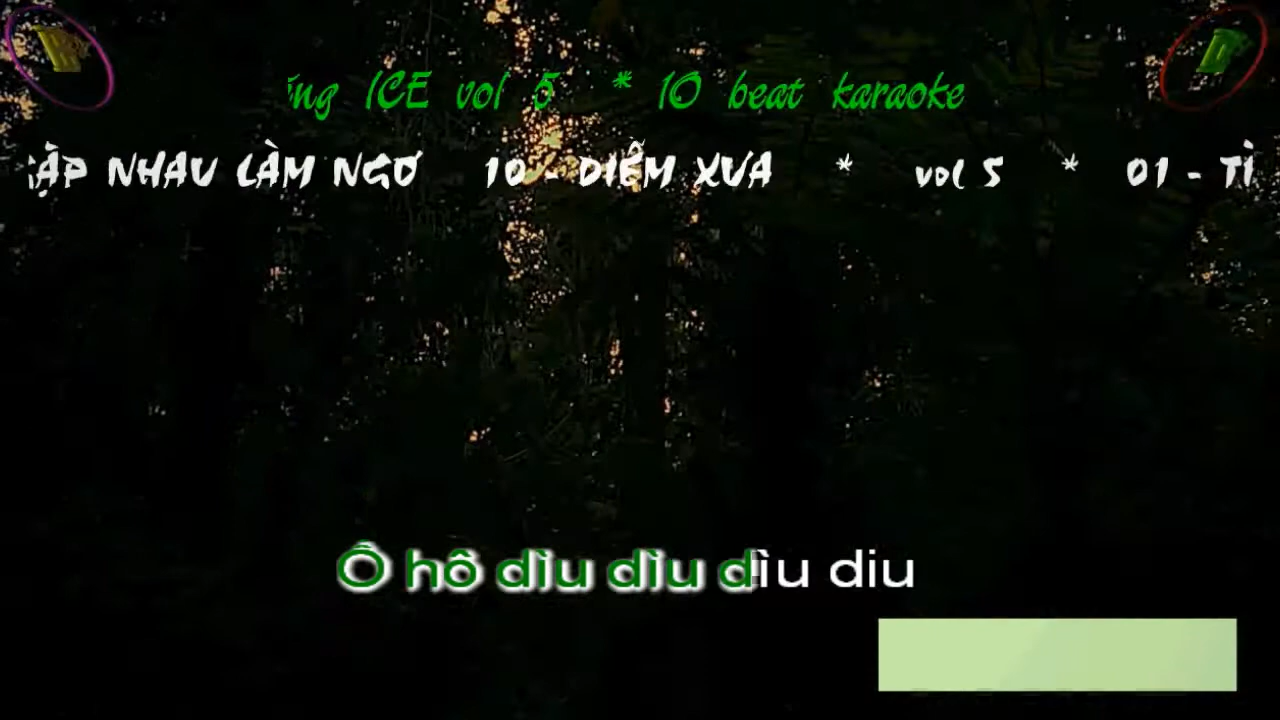 ICE vol 5 * 10 beat karaoke
NHAU LÀM NGƠ 10 - DIỄM XƯA * vol 5 * 01 - TÌ
Ồ hô dìu dìu dìu diu